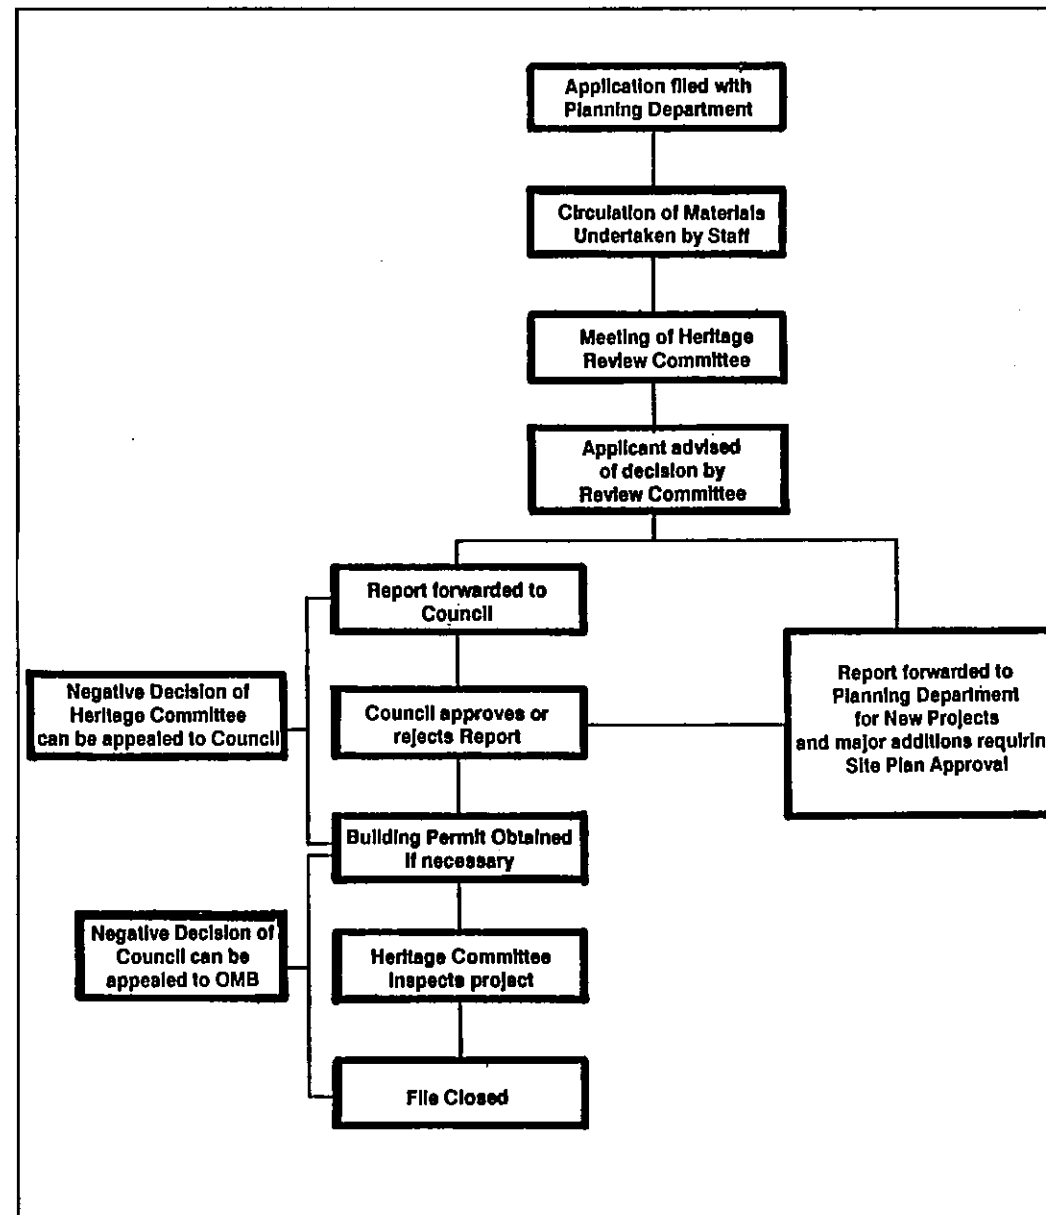 Application filed with
Planning Department
Circulation of Materials
Undertaken by Staff
Meeting of Heritage
Review Committee
Applicant advised
of decision by
Review Committee
Report forwarded to
Council
Report forwarded to
Planning Department
for New Projects
and major additions requirin
Site Plan Approval
Negative Decision of
Heritage Committee
can be appealed to Council
Council approves or
rejects Report
Building Permit Obtained
if necessary
Negative Decision of
Council can be
appealed to OMB
Heritage Committee
inspects project
File Closed